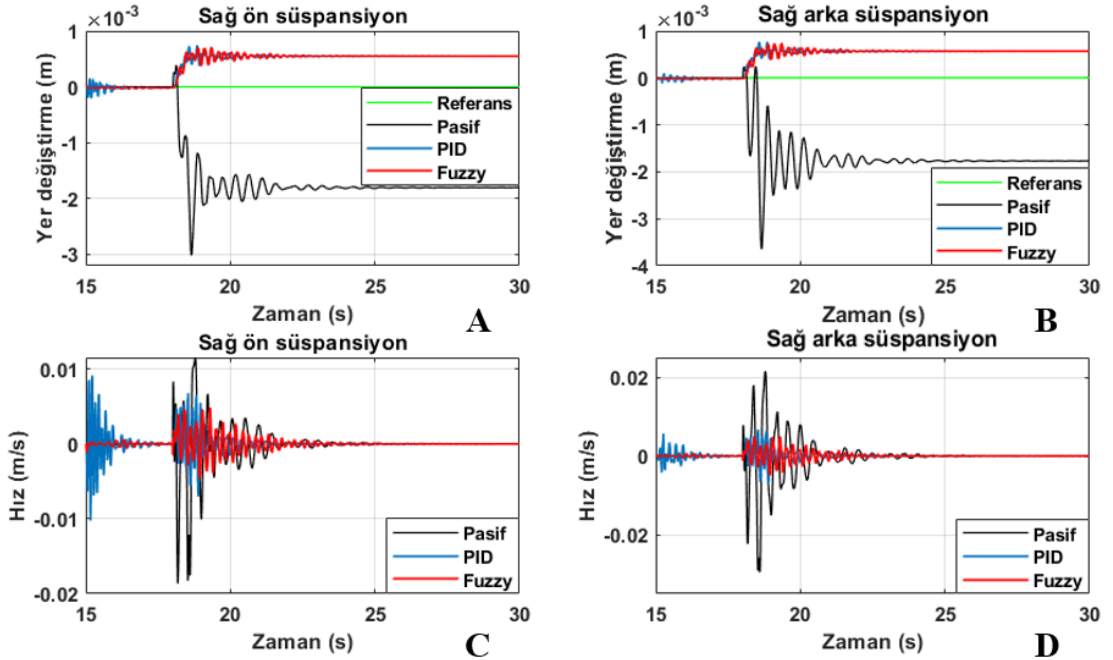 ×10⁻³
Sağ ön süspansiyon
1
0
-1
-2
-3
Yer değiştirme (m)
Referans
Pasif
PID
Fuzzy
15
20
25
30
Zaman (s)
A
×10⁻³
Sağ arka süspansiyon
1
0
-1
-2
-3
-4
Yer değiştirme (m)
Referans
Pasif
PID
Fuzzy
15
20
25
30
Zaman (s)
B
Sağ ön süspansiyon
0.01
0
-0.01
-0.02
Hız (m/s)
Pasif
PID
Fuzzy
15
20
25
30
Zaman (s)
C
Sağ arka süspansiyon
0.02
0
-0.02
Hız (m/s)
Pasif
PID
Fuzzy
15
20
25
30
Zaman (s)
D